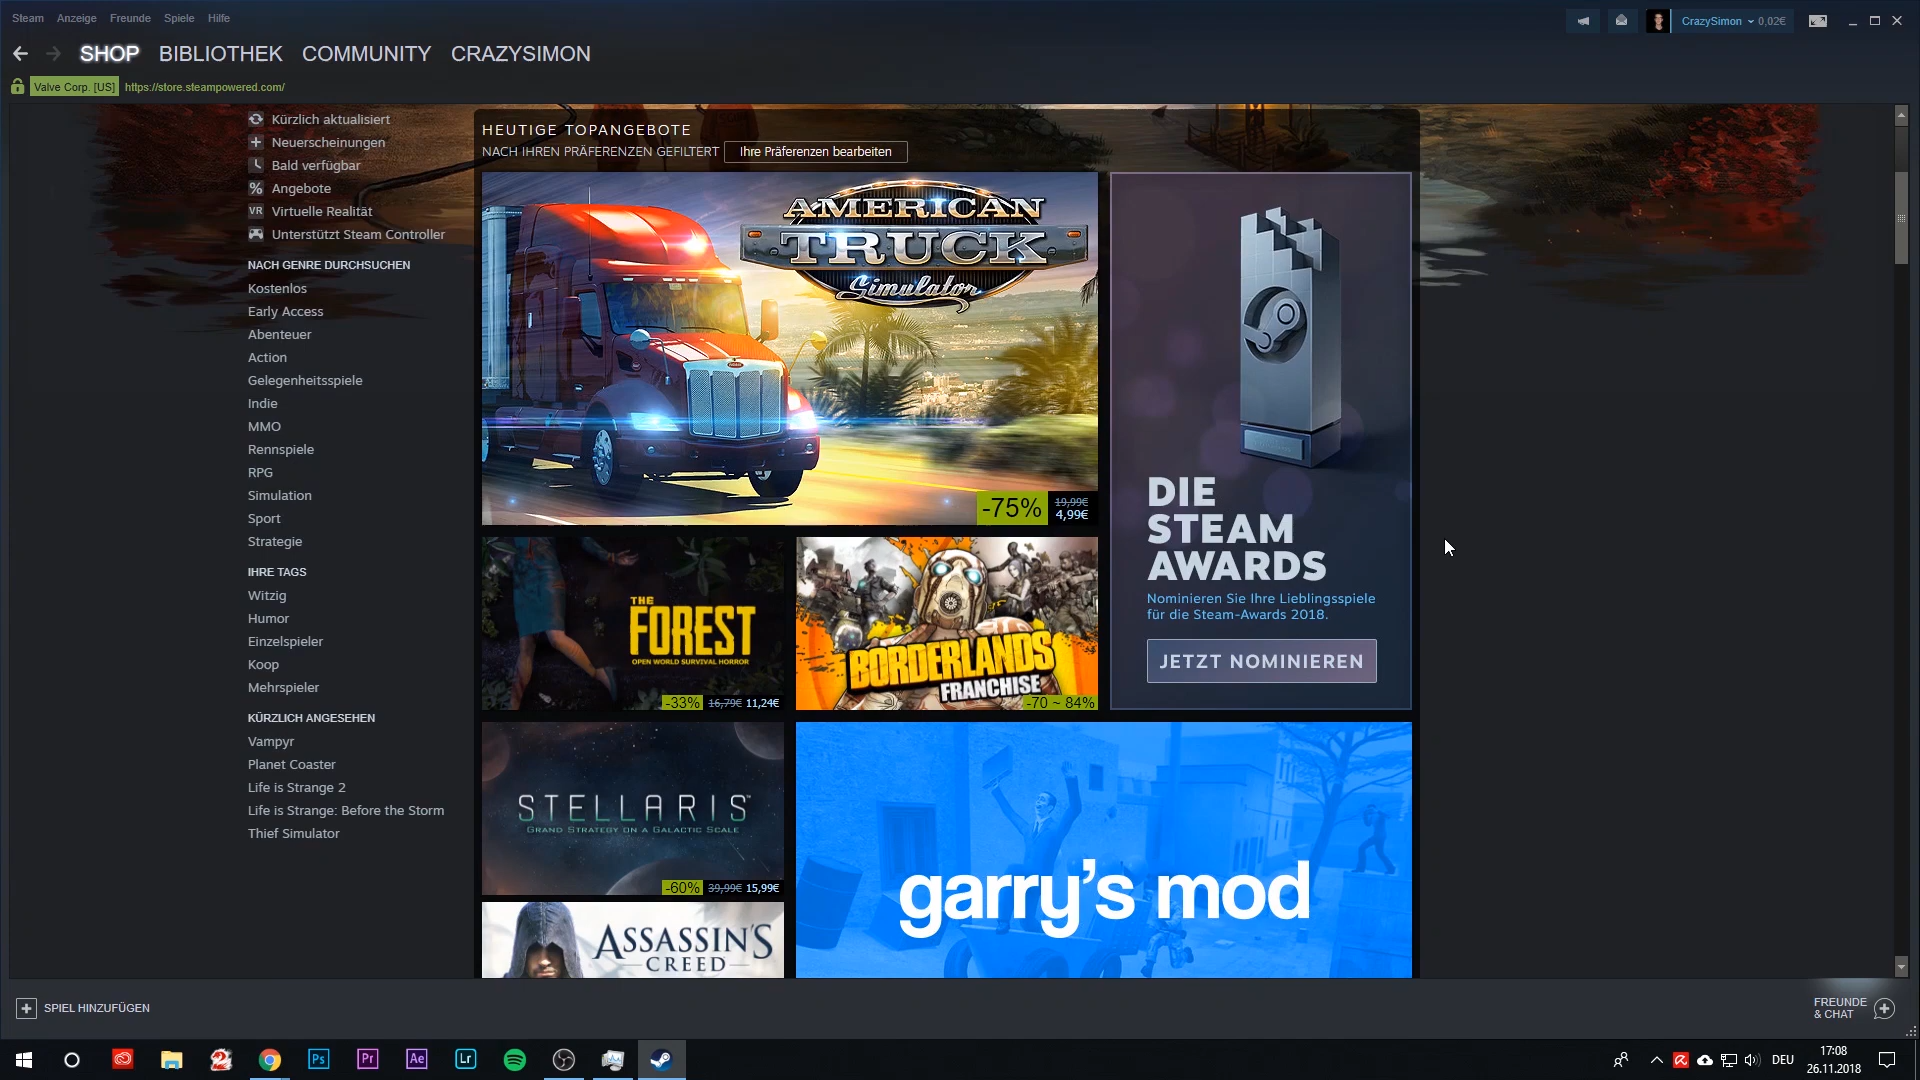 Steam Anzeige Freunde Spiele Hilfe
CrazySimon 0,02€
SHOP BIBLIOTHEK COMMUNITY CRAZYSIMON
Valve Corp. [US] https://store.steampowered.com/
Kürzlich aktualisiert
Neuerscheinungen
Bald verfügbar
% Angebote
VR Virtuelle Realität
Unterstützt Steam Controller
NACH GENRE DURCHSUCHEN
Kostenlos
Early Access
Abenteuer
Action
Gelegenheitsspiele
Indie
MMO
Rennspiele
RPG
Simulation
Sport
Strategie
IHRE TAGS
Witzig
Humor
Einzelspieler
Koop
Mehrspieler
KÜRZLICH ANGESEHEN
Vampyr
Planet Coaster
Life is Strange 2
Life is Strange: Before the Storm
Thief Simulator
HEUTIGE TOPANGEBOTE
NACH IHREN PRÄFERENZEN GEFILTERT Ihre Präferenzen bearbeiten
AMERICAN
TRUCK
Simulator
-75% 19,99€
4,99€
DIE
STEAM
AWARDS
Nominieren Sie Ihre Lieblingsspiele
für die Steam-Awards 2018.
JETZT NOMINIEREN
THE
FOREST
OPEN WORLD SURVIVAL HORROR
-33% 16,79€ 11,24€
BORDERLANDS
FRANCHISE
-70 ~ 84%
STELLARIS™
GRAND STRATEGY ON A GALACTIC SCALE
-60% 39,99€ 15,99€
ASSASSIN'S
CREED
garry's mod
SPIEL HINZUFÜGEN
FREUNDE
& CHAT
Ps Pr Ae Lr
DEU
17:08
26.11.2018